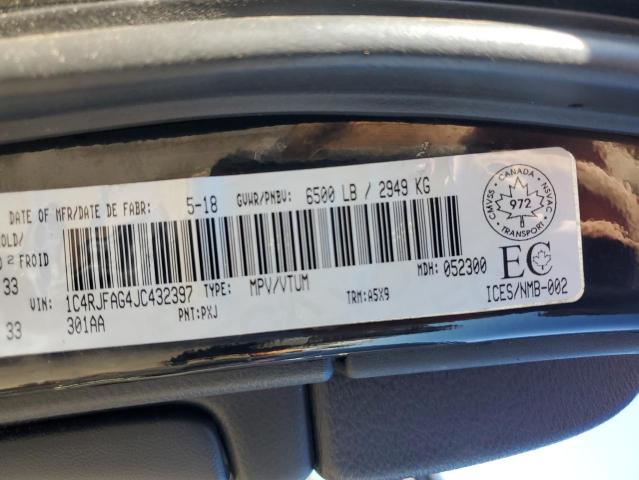 DATE OF MFR/DATE DE FABR: 5-18 GVWR/PNBV: 6500 LB / 2949 KG
OLD/
² FROID
33
VIN: 1C4RJFAG4JC432397 TYPE: MPV/VTUM MDH: 052300
33 301AA PNT:PXJ TRM:A5X9
CANADA
CMVSS NSVAC
972
TRANSPORT
EC
ICES/NMB-002